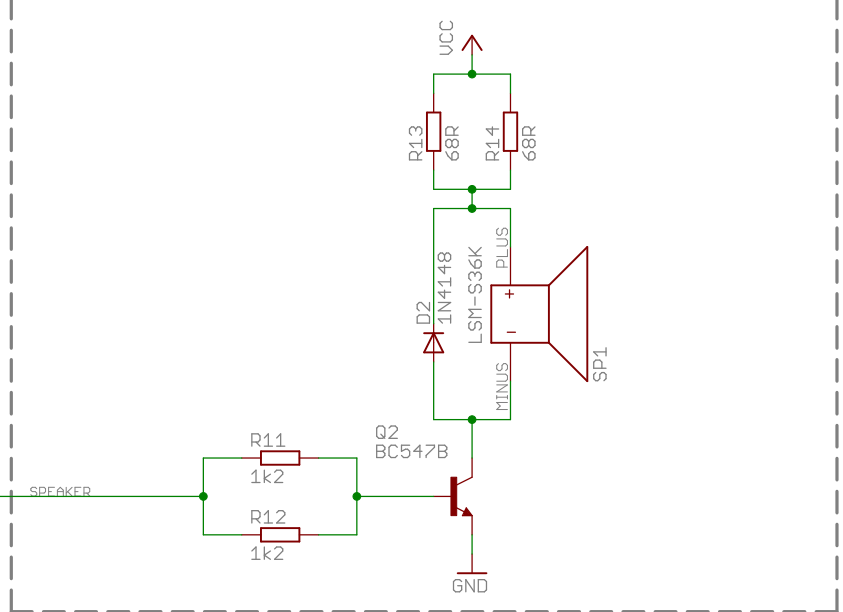 VCC
R13
68R
R14
68R
PLUS
D2
1N4148
LSM-S36K
MINUS
SP1
Q2
BC547B
R11
1k2
SPEAKER
R12
1k2
GND